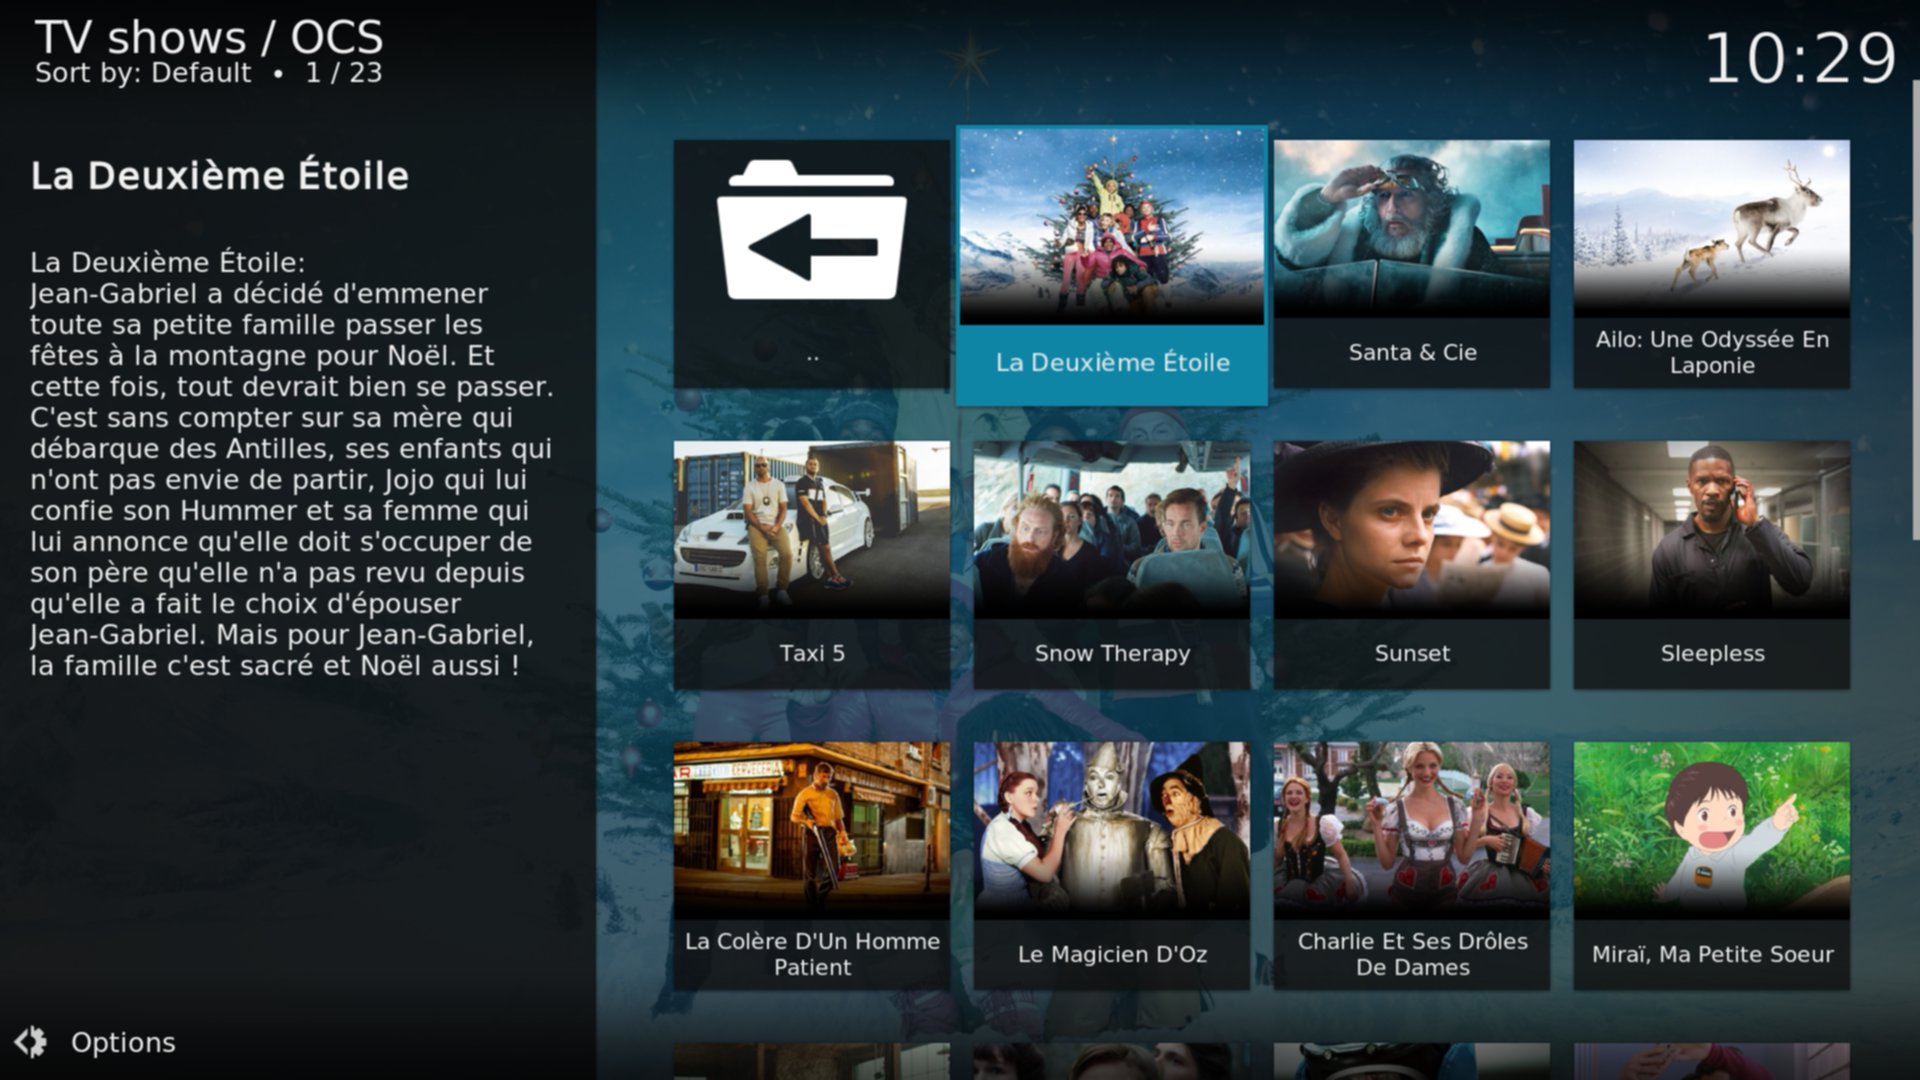 TV shows / OCS
Sort by: Default • 1 / 23
10:29
La Deuxième Étoile
La Deuxième Étoile:
Jean-Gabriel a décidé d'emmener
toute sa petite famille passer les
fêtes à la montagne pour Noël. Et
cette fois, tout devrait bien se passer.
C'est sans compter sur sa mère qui
débarque des Antilles, ses enfants qui
n'ont pas envie de partir, Jojo qui lui
confie son Hummer et sa femme qui
lui annonce qu'elle doit s'occuper de
son père qu'elle n'a pas revu depuis
qu'elle a fait le choix d'épouser
Jean-Gabriel. Mais pour Jean-Gabriel,
la famille c'est sacré et Noël aussi !
..
La Deuxième Étoile
Santa & Cie
Ailo: Une Odyssée En
Laponie
Taxi 5
Snow Therapy
Sunset
Sleepless
CERVECERIA
La Colère D'Un Homme
Patient
Le Magicien D'Oz
Charlie Et Ses Drôles
De Dames
Miraï, Ma Petite Soeur
Options